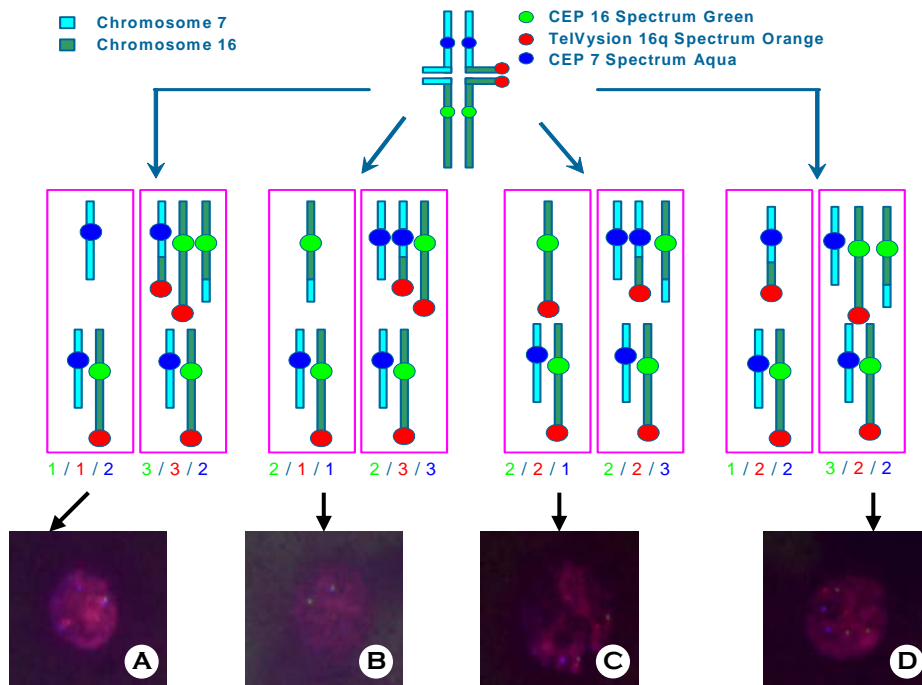 Chromosome 7
Chromosome 16
CEP 16 Spectrum Green
TelVysion 16q Spectrum Orange
CEP 7 Spectrum Aqua
1 / 1 / 2
3 / 3 / 2
2 / 1 / 1
2 / 3 / 3
2 / 2 / 1
2 / 2 / 3
1 / 2 / 2
3 / 2 / 2
A
B
C
D